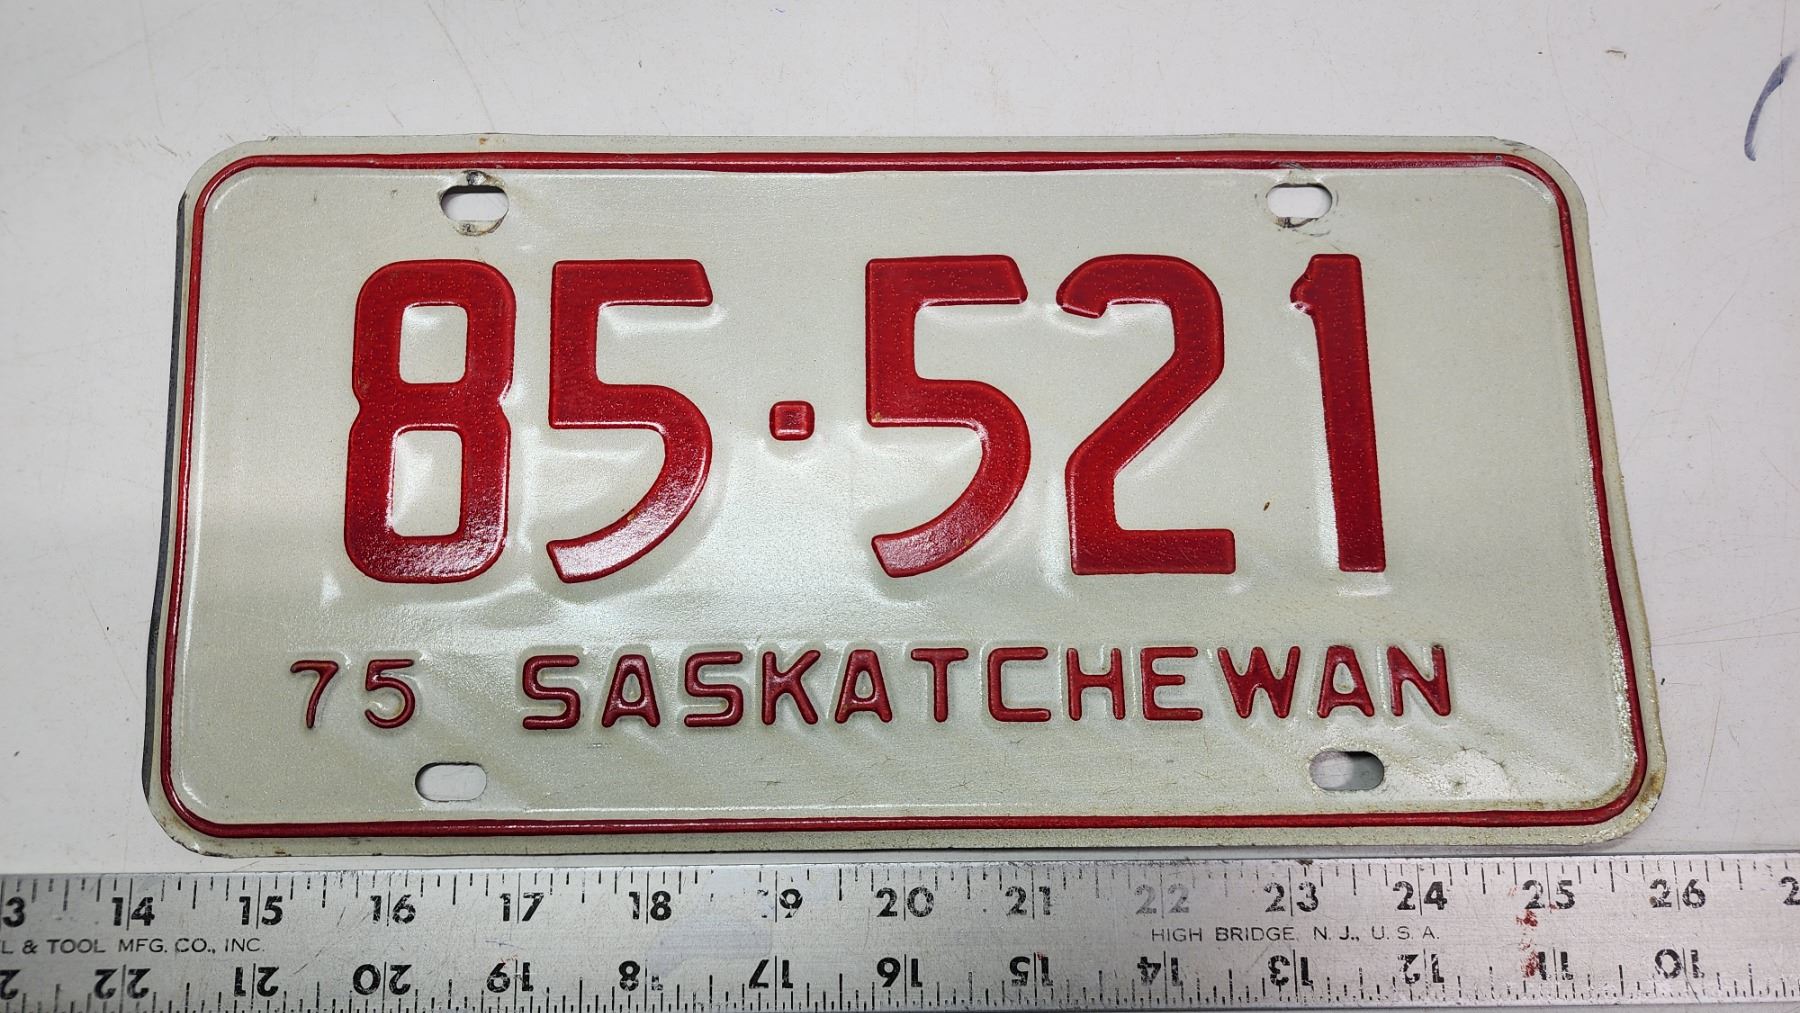 85·521
75 SASKATCHEWAN
14 15 16 17 18 19 20 21 22 23 24 25 26
& TOOL MFG. CO., INC. HIGH BRIDGE, N. J., U. S. A.
22 21 20 19 18 17 16 15 14 13 12 11 10